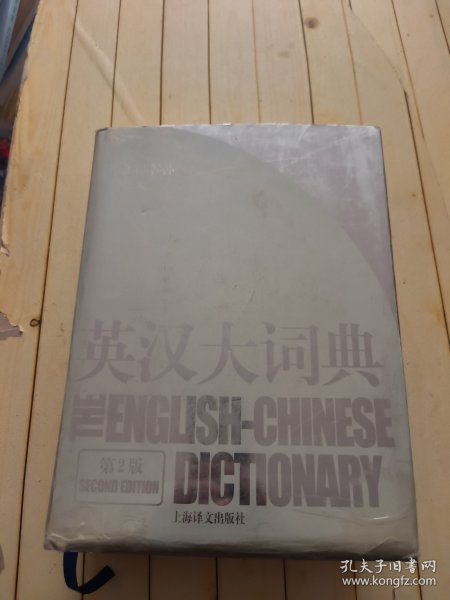 英汉大词典
THE ENGLISH-CHINESE
DICTIONARY
第2版
SECOND EDITION
上海译文出版社
孔夫子旧书网
www.kongfz.com